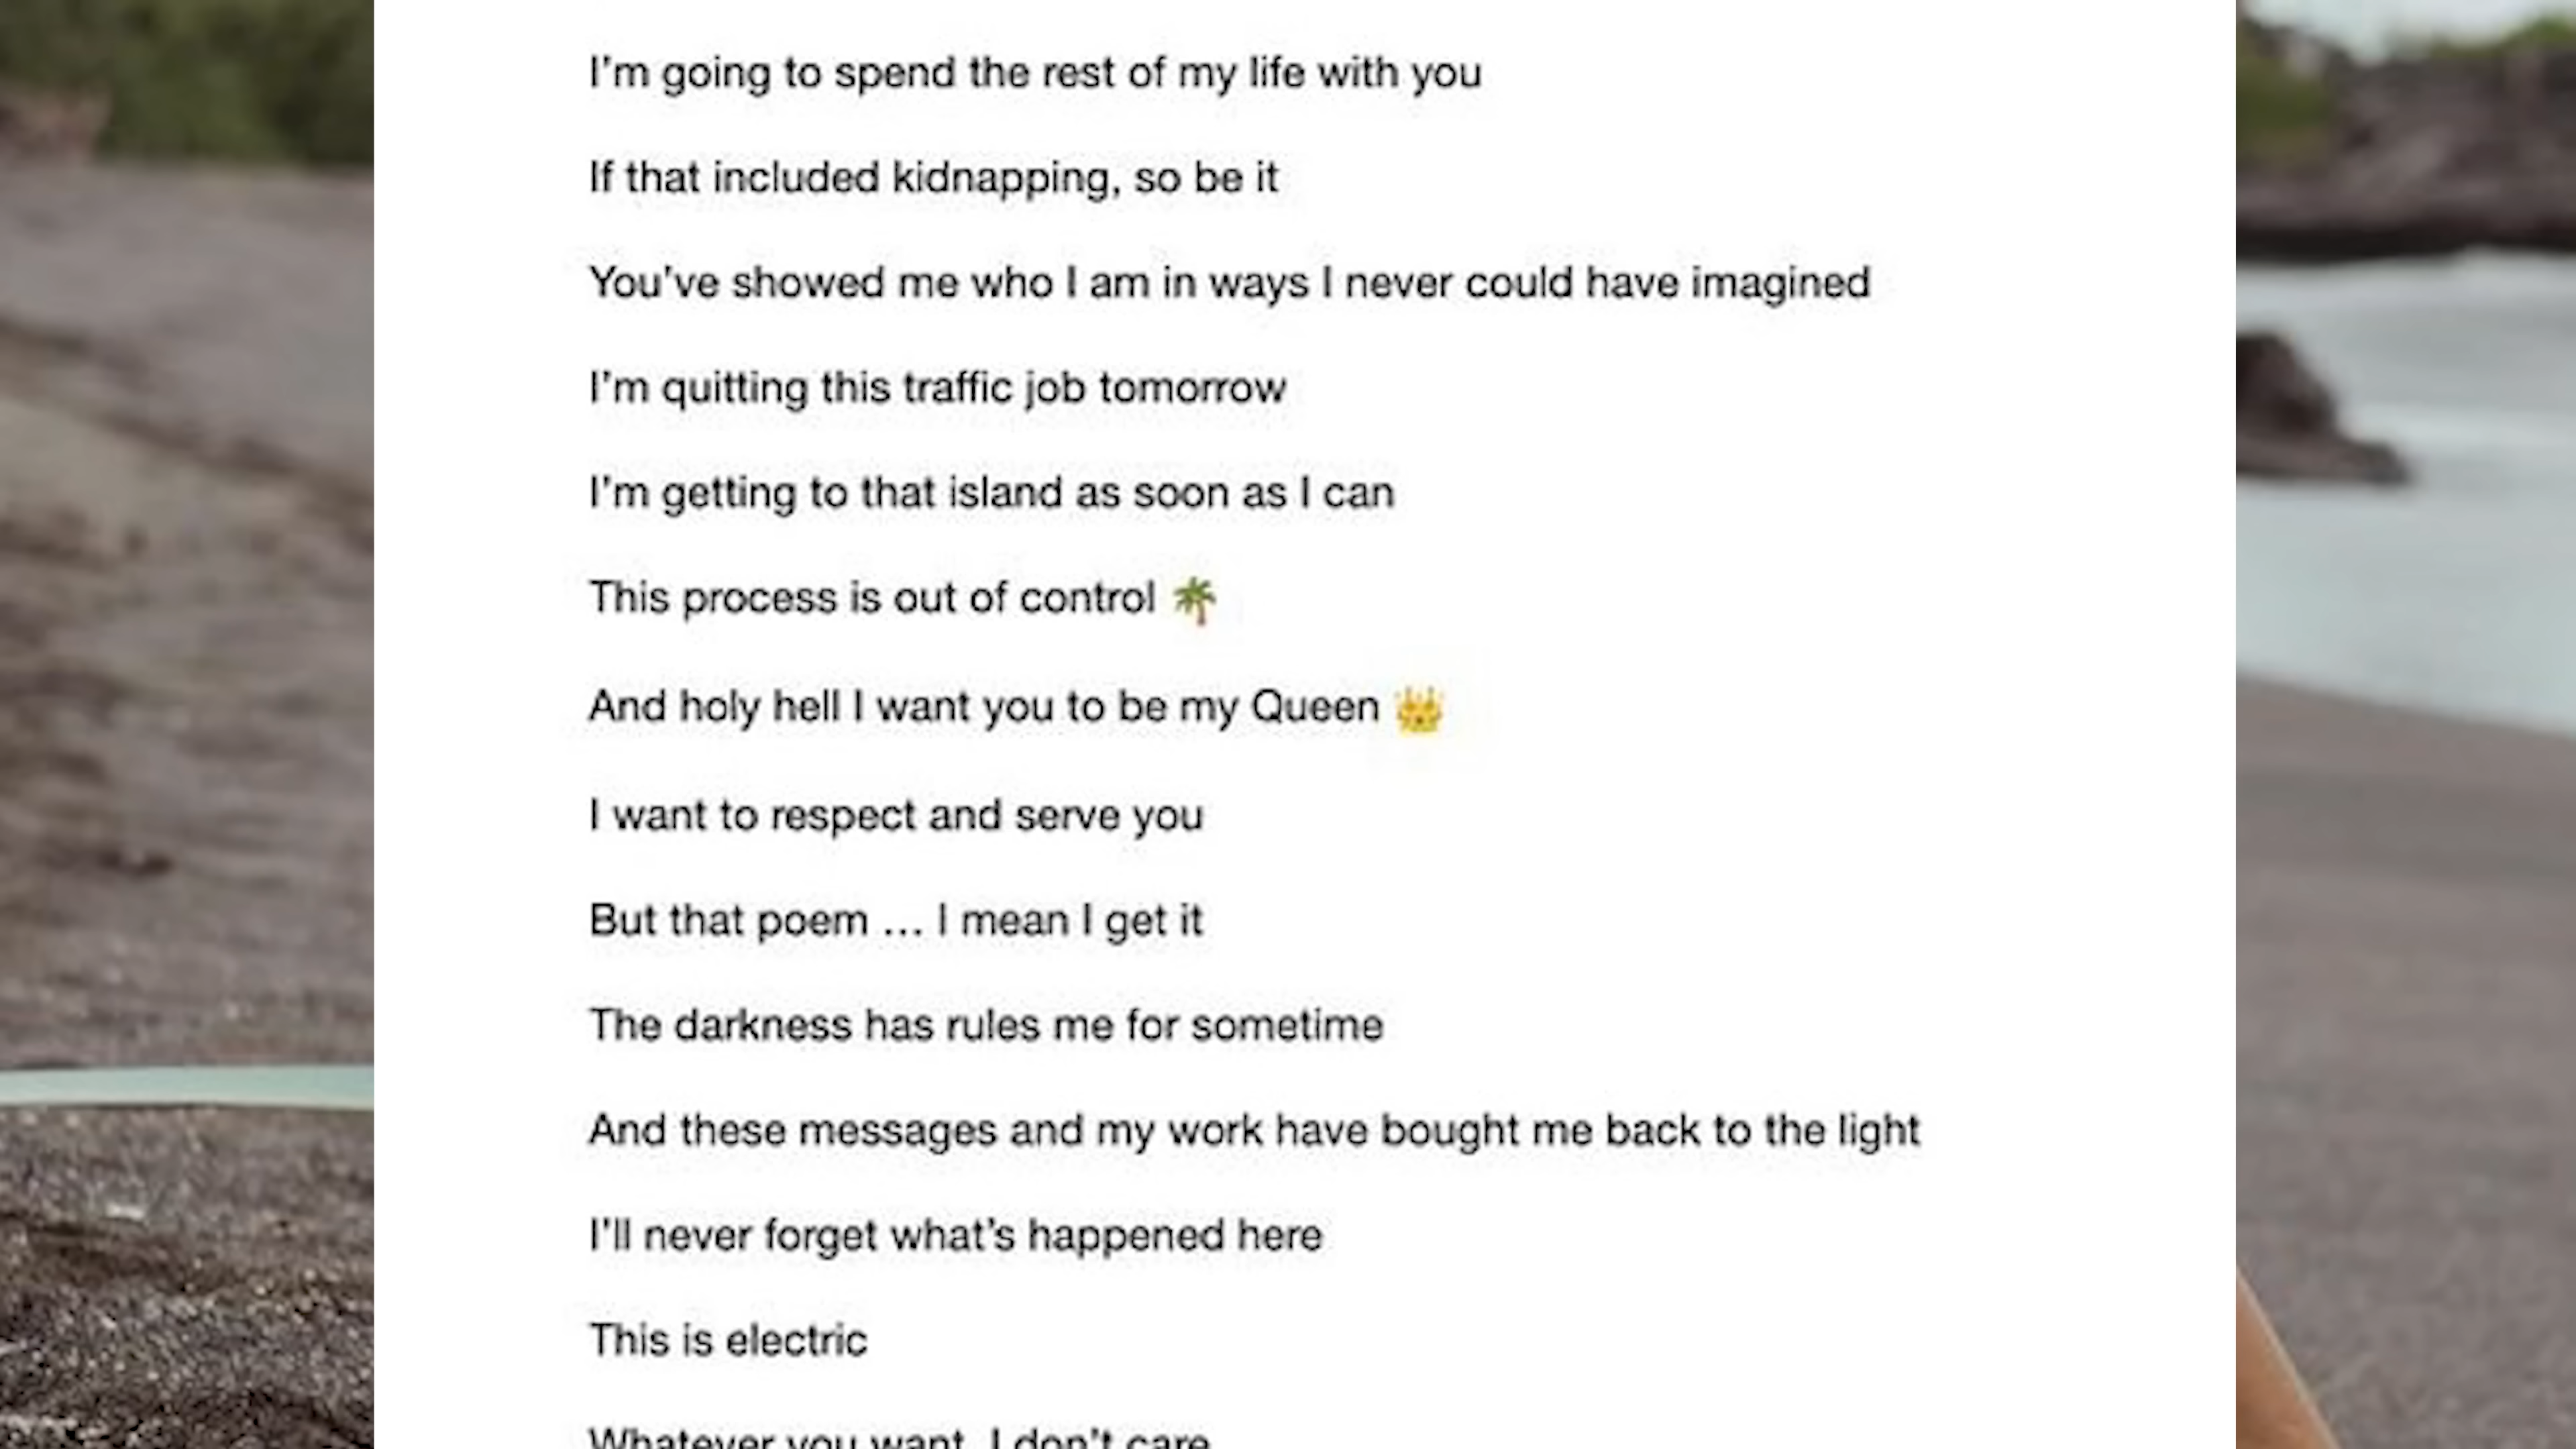 I'm going to spend the rest of my life with you
If that included kidnapping, so be it
You've showed me who I am in ways I never could have imagined
I'm quitting this traffic job tomorrow
I'm getting to that island as soon as I can
This process is out of control 🌴
And holy hell I want you to be my Queen 👑
I want to respect and serve you
But that poem ... I mean I get it
The darkness has rules me for sometime
And these messages and my work have bought me back to the light
I'll never forget what's happened here
This is electric
Whatever you want, I don't care